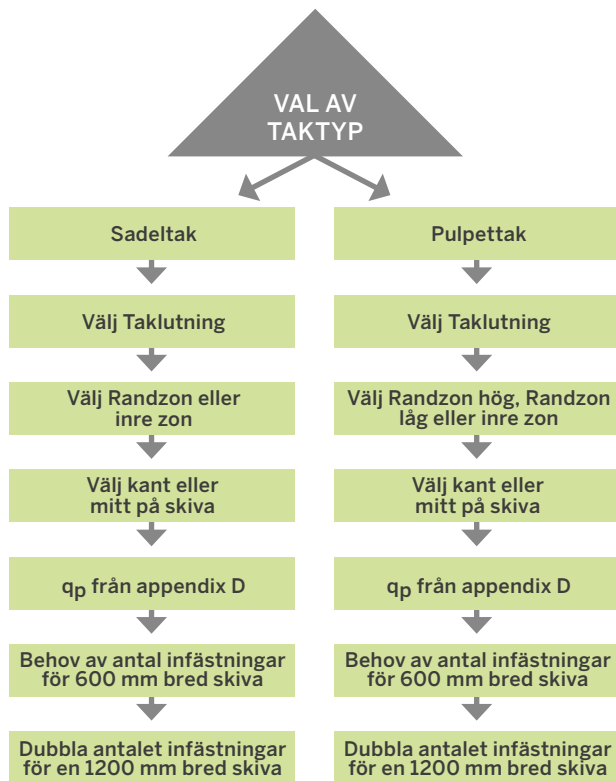 VAL AV
TAKTYP
Sadeltak
Välj Taklutning
Välj Randzon eller
inre zon
Välj kant eller
mitt på skiva
qp från appendix D
Behov av antal infästningar
för 600 mm bred skiva
Dubbla antalet infästningar
för en 1200 mm bred skiva
Pulpettak
Välj Taklutning
Välj Randzon hög, Randzon
låg eller inre zon
Välj kant eller
mitt på skiva
qp från appendix D
Behov av antal infästningar
för 600 mm bred skiva
Dubbla antalet infästningar
för en 1200 mm bred skiva